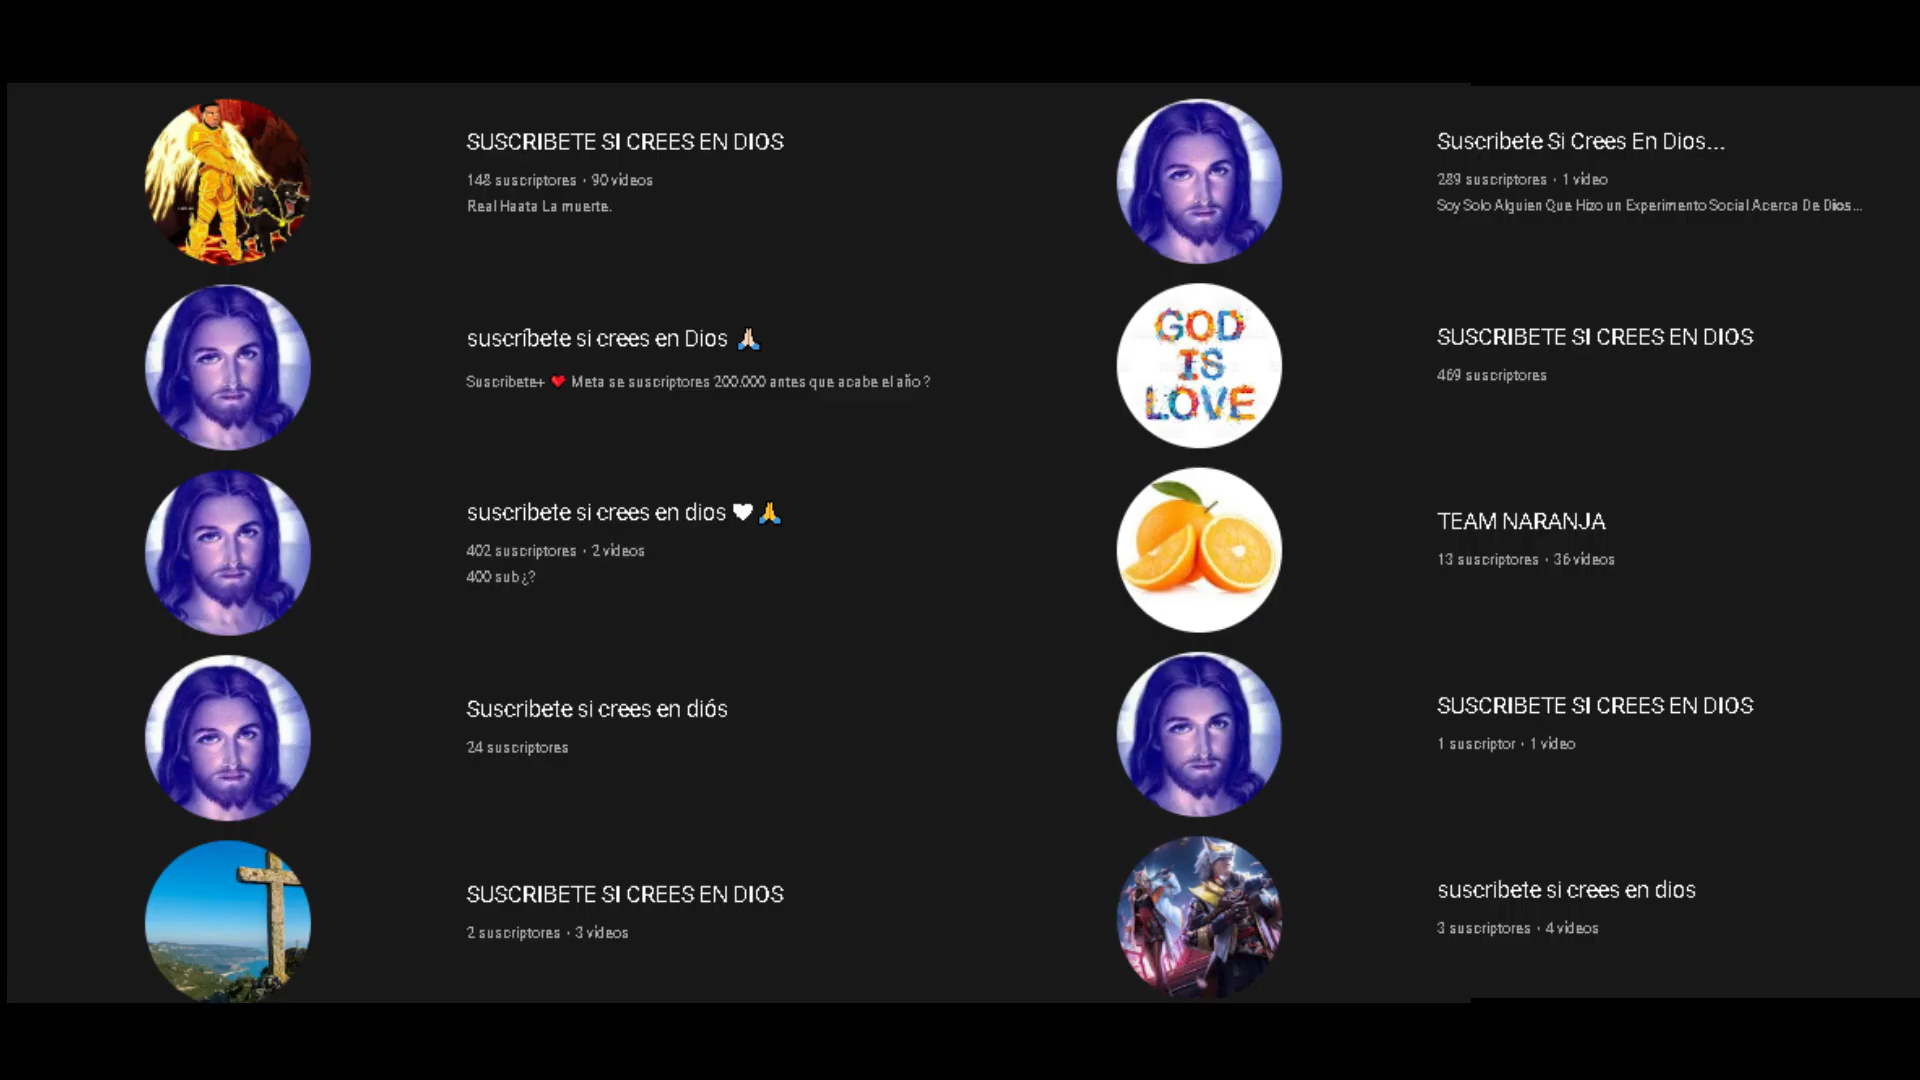 SUSCRIBETE SI CREES EN DIOS
148 suscriptores · 90 videos
Real Haata La muerte.
suscríbete si crees en Dios 🙏🏻
Suscribete+ ❤️ Meta se suscriptores 200.000 antes que acabe el año ?
suscribete si crees en dios 🤍🙏
402 suscriptores · 2 videos
400 sub¿?
Suscribete si crees en diós
24 suscriptores
SUSCRIBETE SI CREES EN DIOS
2 suscriptores · 3 videos
Suscribete Si Crees En Dios...
289 suscriptores · 1 video
Soy Solo Alguien Que Hizo un Experimento Social Acerca De Dios...
GOD
IS
LOVE
SUSCRIBETE SI CREES EN DIOS
469 suscriptores
TEAM NARANJA
13 suscriptores · 36 videos
SUSCRIBETE SI CREES EN DIOS
1 suscriptor · 1 video
suscribete si crees en dios
3 suscriptores · 4 videos